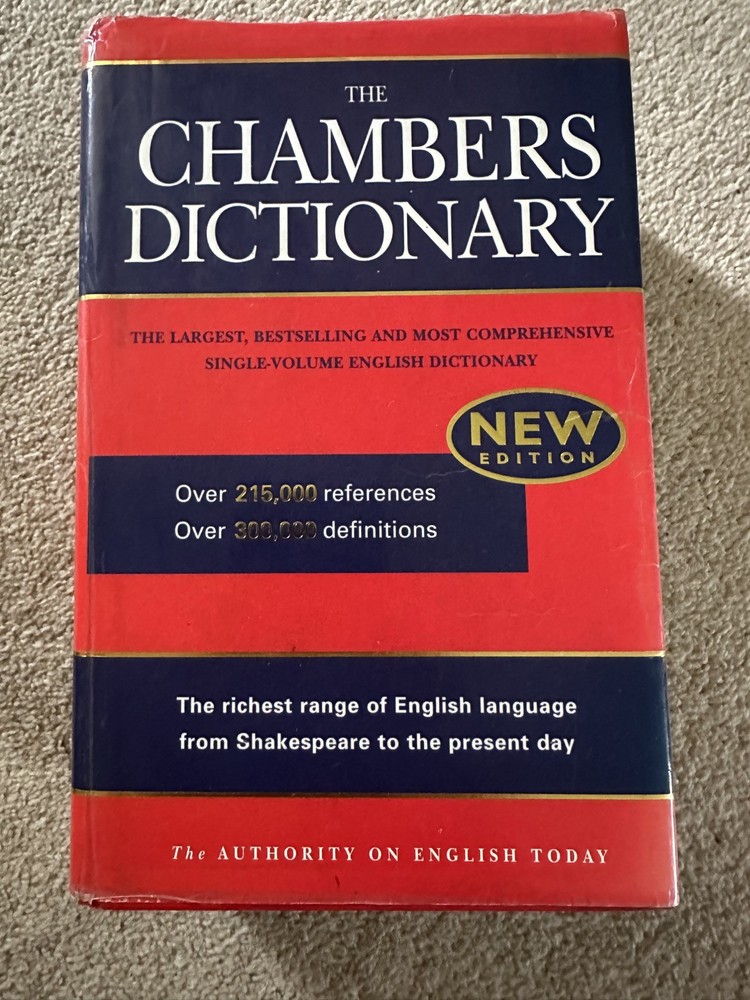 THE
CHAMBERS
DICTIONARY
THE LARGEST, BESTSELLING AND MOST COMPREHENSIVE
SINGLE-VOLUME ENGLISH DICTIONARY
NEW
EDITION
Over 215,000 references
Over 300,000 definitions
The richest range of English language
from Shakespeare to the present day
The AUTHORITY ON ENGLISH TODAY